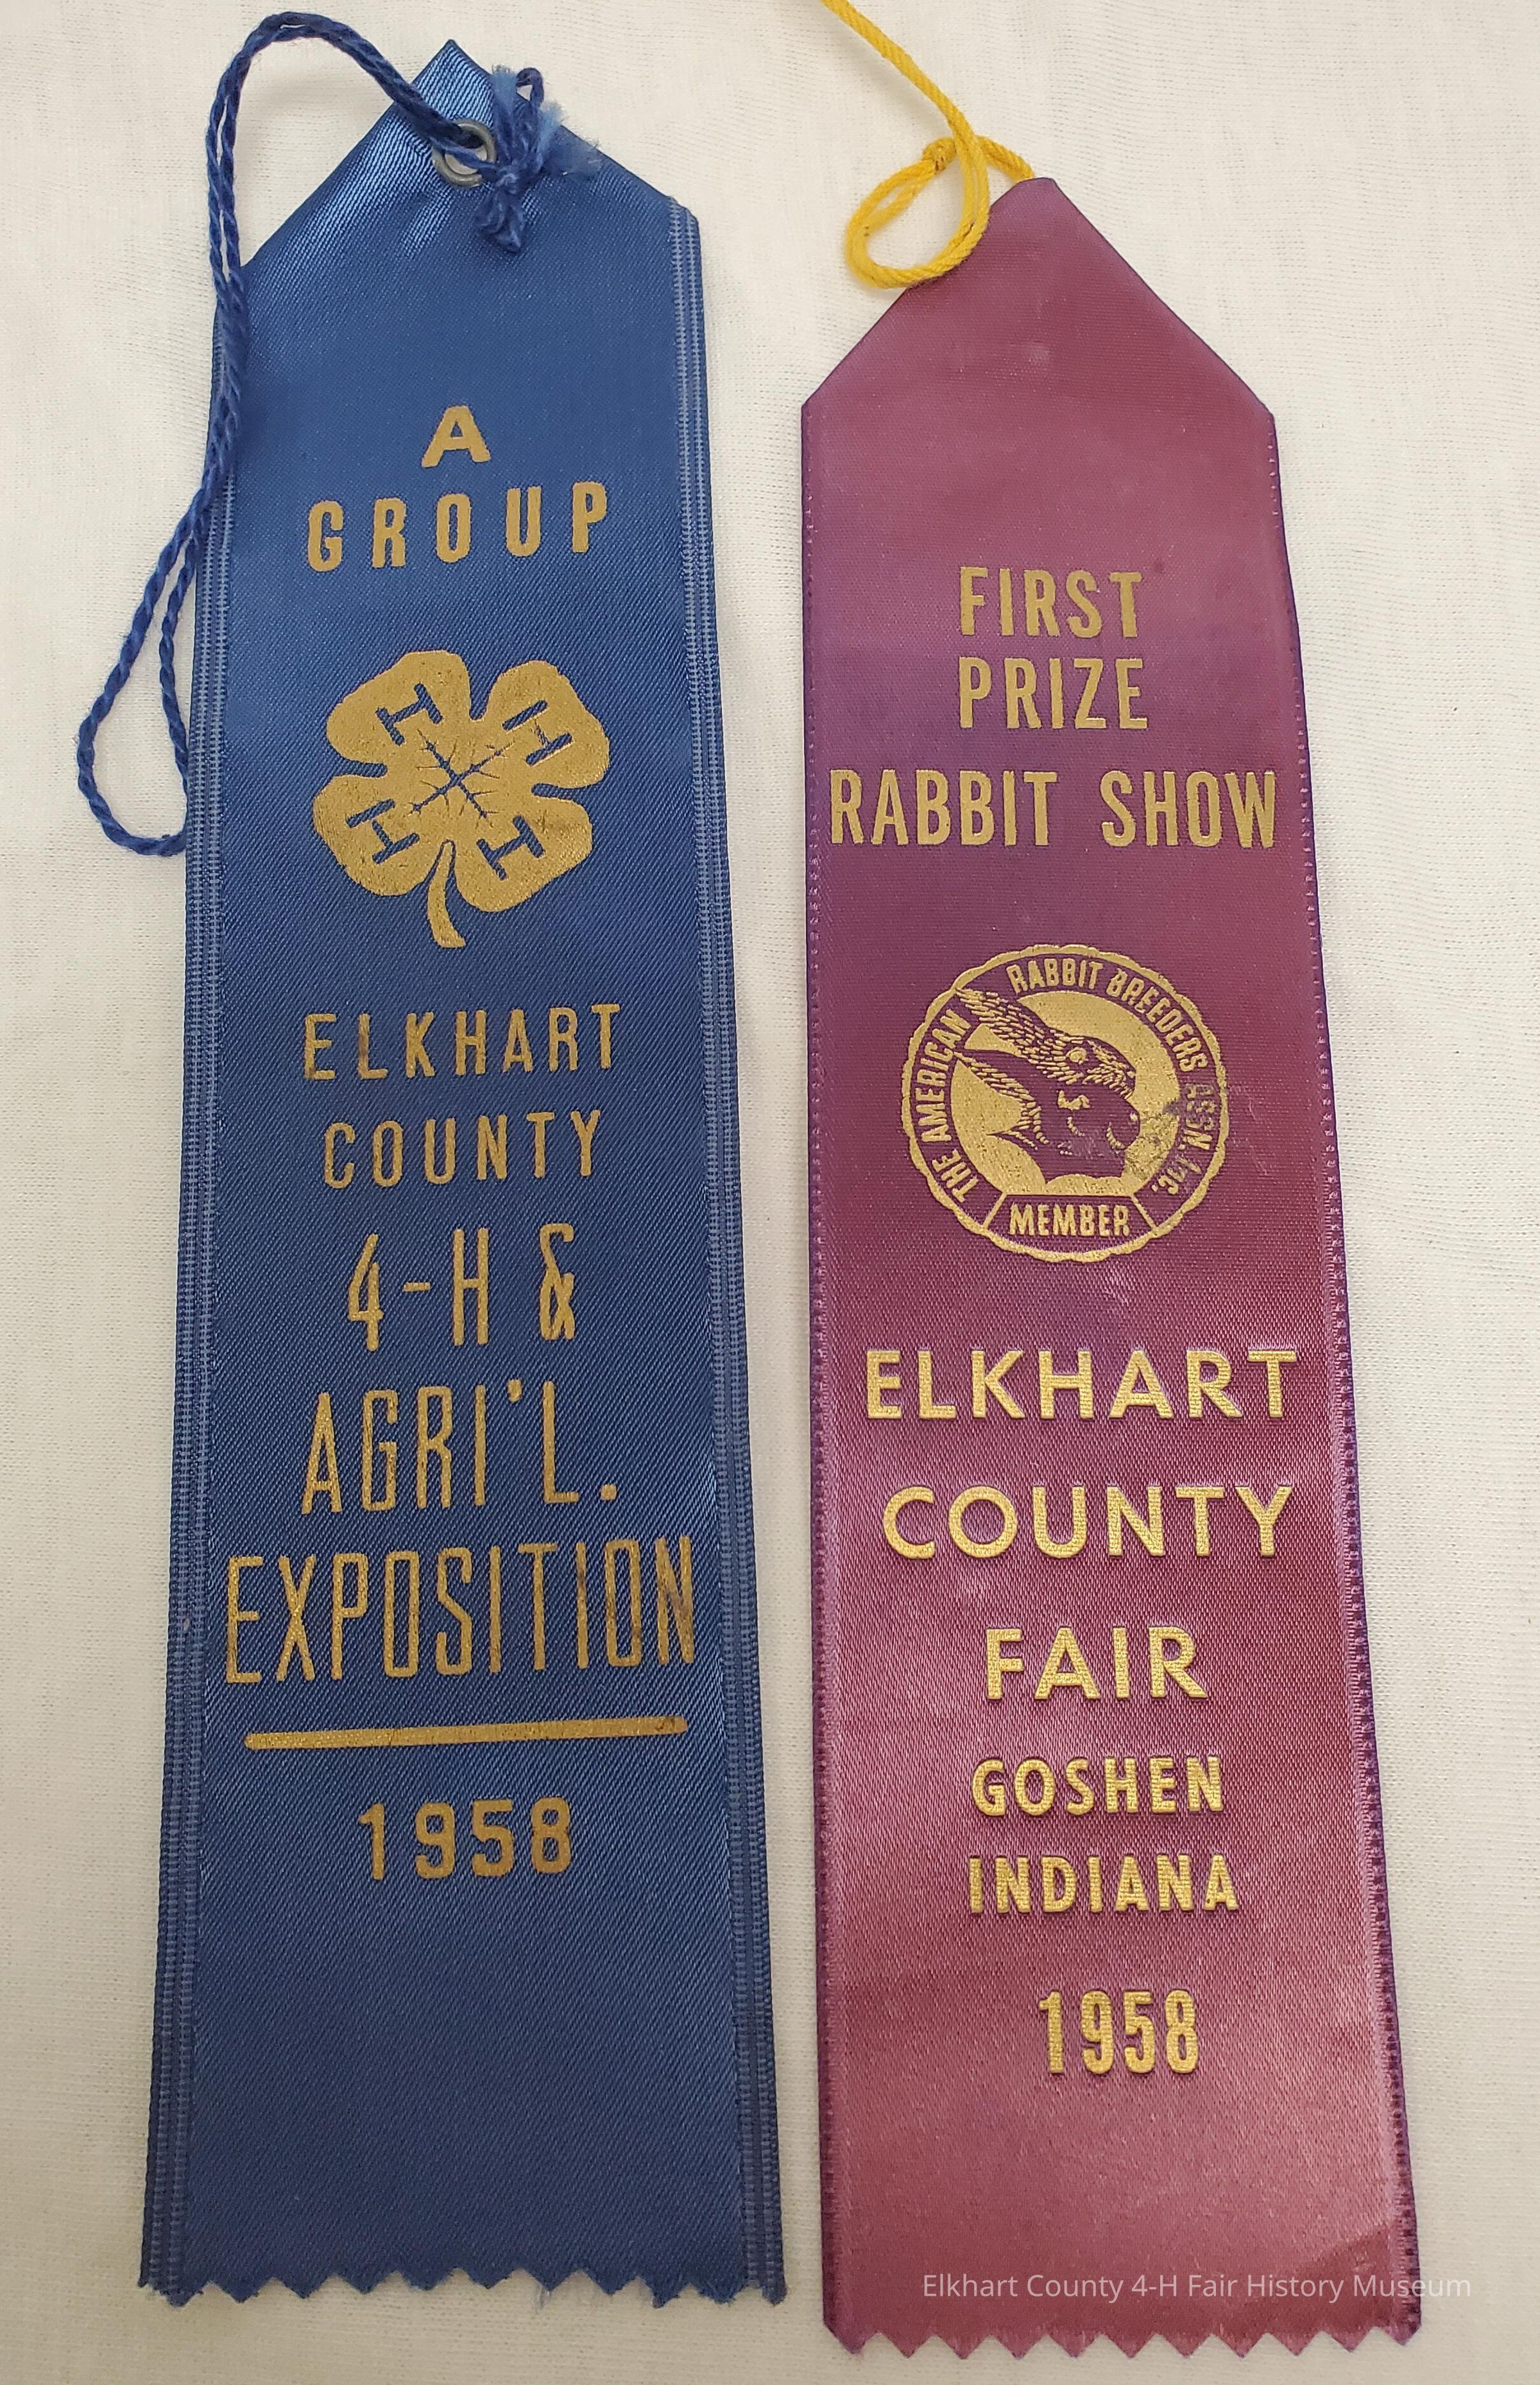 A
GROUP
H H
H H
ELKHART
COUNTY
4-H &
AGRI'L.
EXPOSITION
1958
FIRST
PRIZE
RABBIT SHOW
THE AMERICAN RABBIT BREEDERS ASSN. Inc.
MEMBER
ELKHART
COUNTY
FAIR
GOSHEN
INDIANA
1958
Elkhart County 4-H Fair History Museum